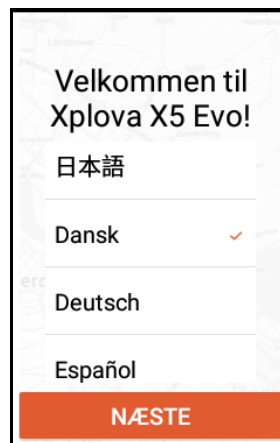 Velkommen til
Xplova X5 Evo!
日本語
Dansk
Deutsch
Español
NÆSTE